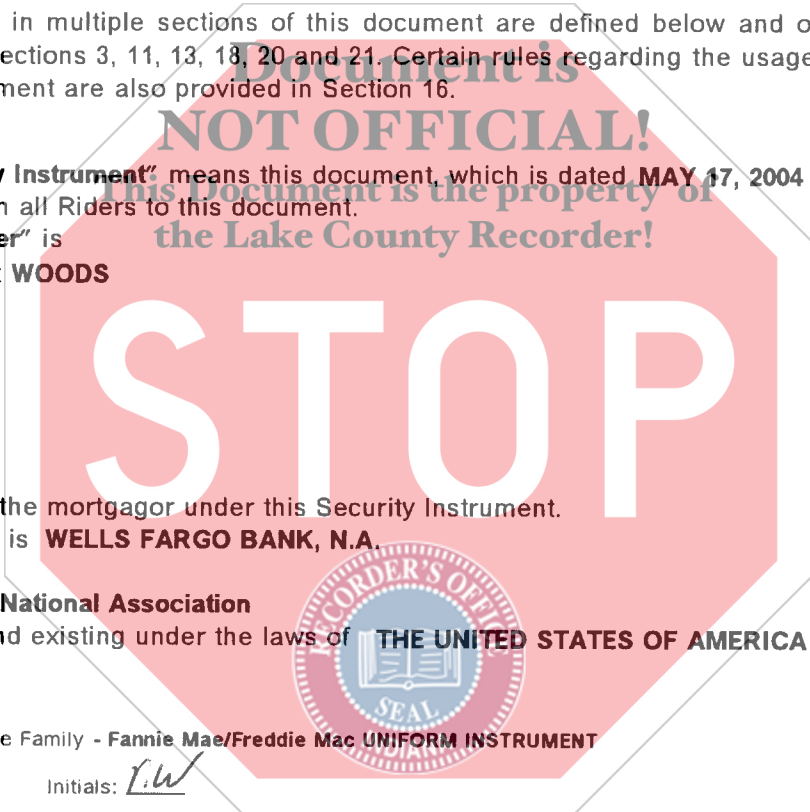 in multiple sections of this document are defined below and o
ections 3, 11, 13, 18, 20 and 21. Certain rules regarding the usage
ment are also provided in Section 16.
Document is
NOT OFFICIAL!
This Document is the property of
the Lake County Recorder!
Instrument" means this document, which is dated MAY 17, 2004
all Riders to this document.
er" is
WOODS
STOP
the mortgagor under this Security Instrument.
is WELLS FARGO BANK, N.A.
National Association
nd existing under the laws of THE UNITED STATES OF AMERICA
RECORDER'S OFFICE
SEAL
INDIANA
e Family - Fannie Mae/Freddie Mac UNIFORM INSTRUMENT
Initials: Y.W